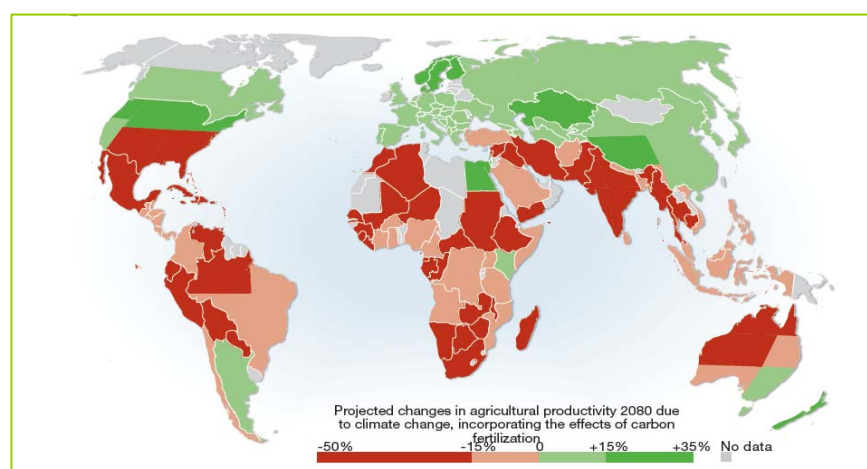 Projected changes in agricultural productivity 2080 due
to climate change, incorporating the effects of carbon
fertilization
-50% -15% 0 +15% +35% No data